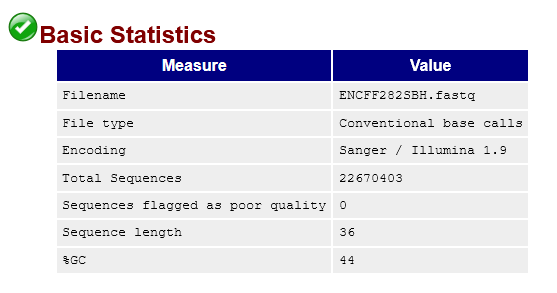 Basic Statistics
Measure Value
Filename ENCFF282SBH.fastq
File type Conventional base calls
Encoding Sanger / Illumina 1.9
Total Sequences 22670403
Sequences flagged as poor quality 0
Sequence length 36
%GC 44